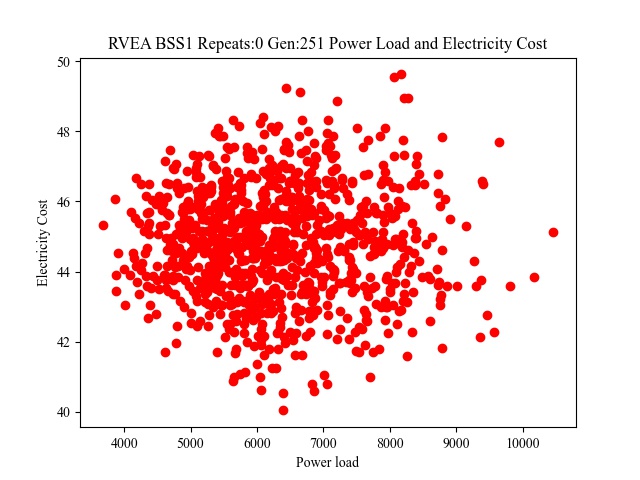 RVEA BSS1 Repeats:0 Gen:251 Power Load and Electricity Cost
50
48
46
44
42
40
Electricity Cost
4000 5000 6000 7000 8000 9000 10000
Power load